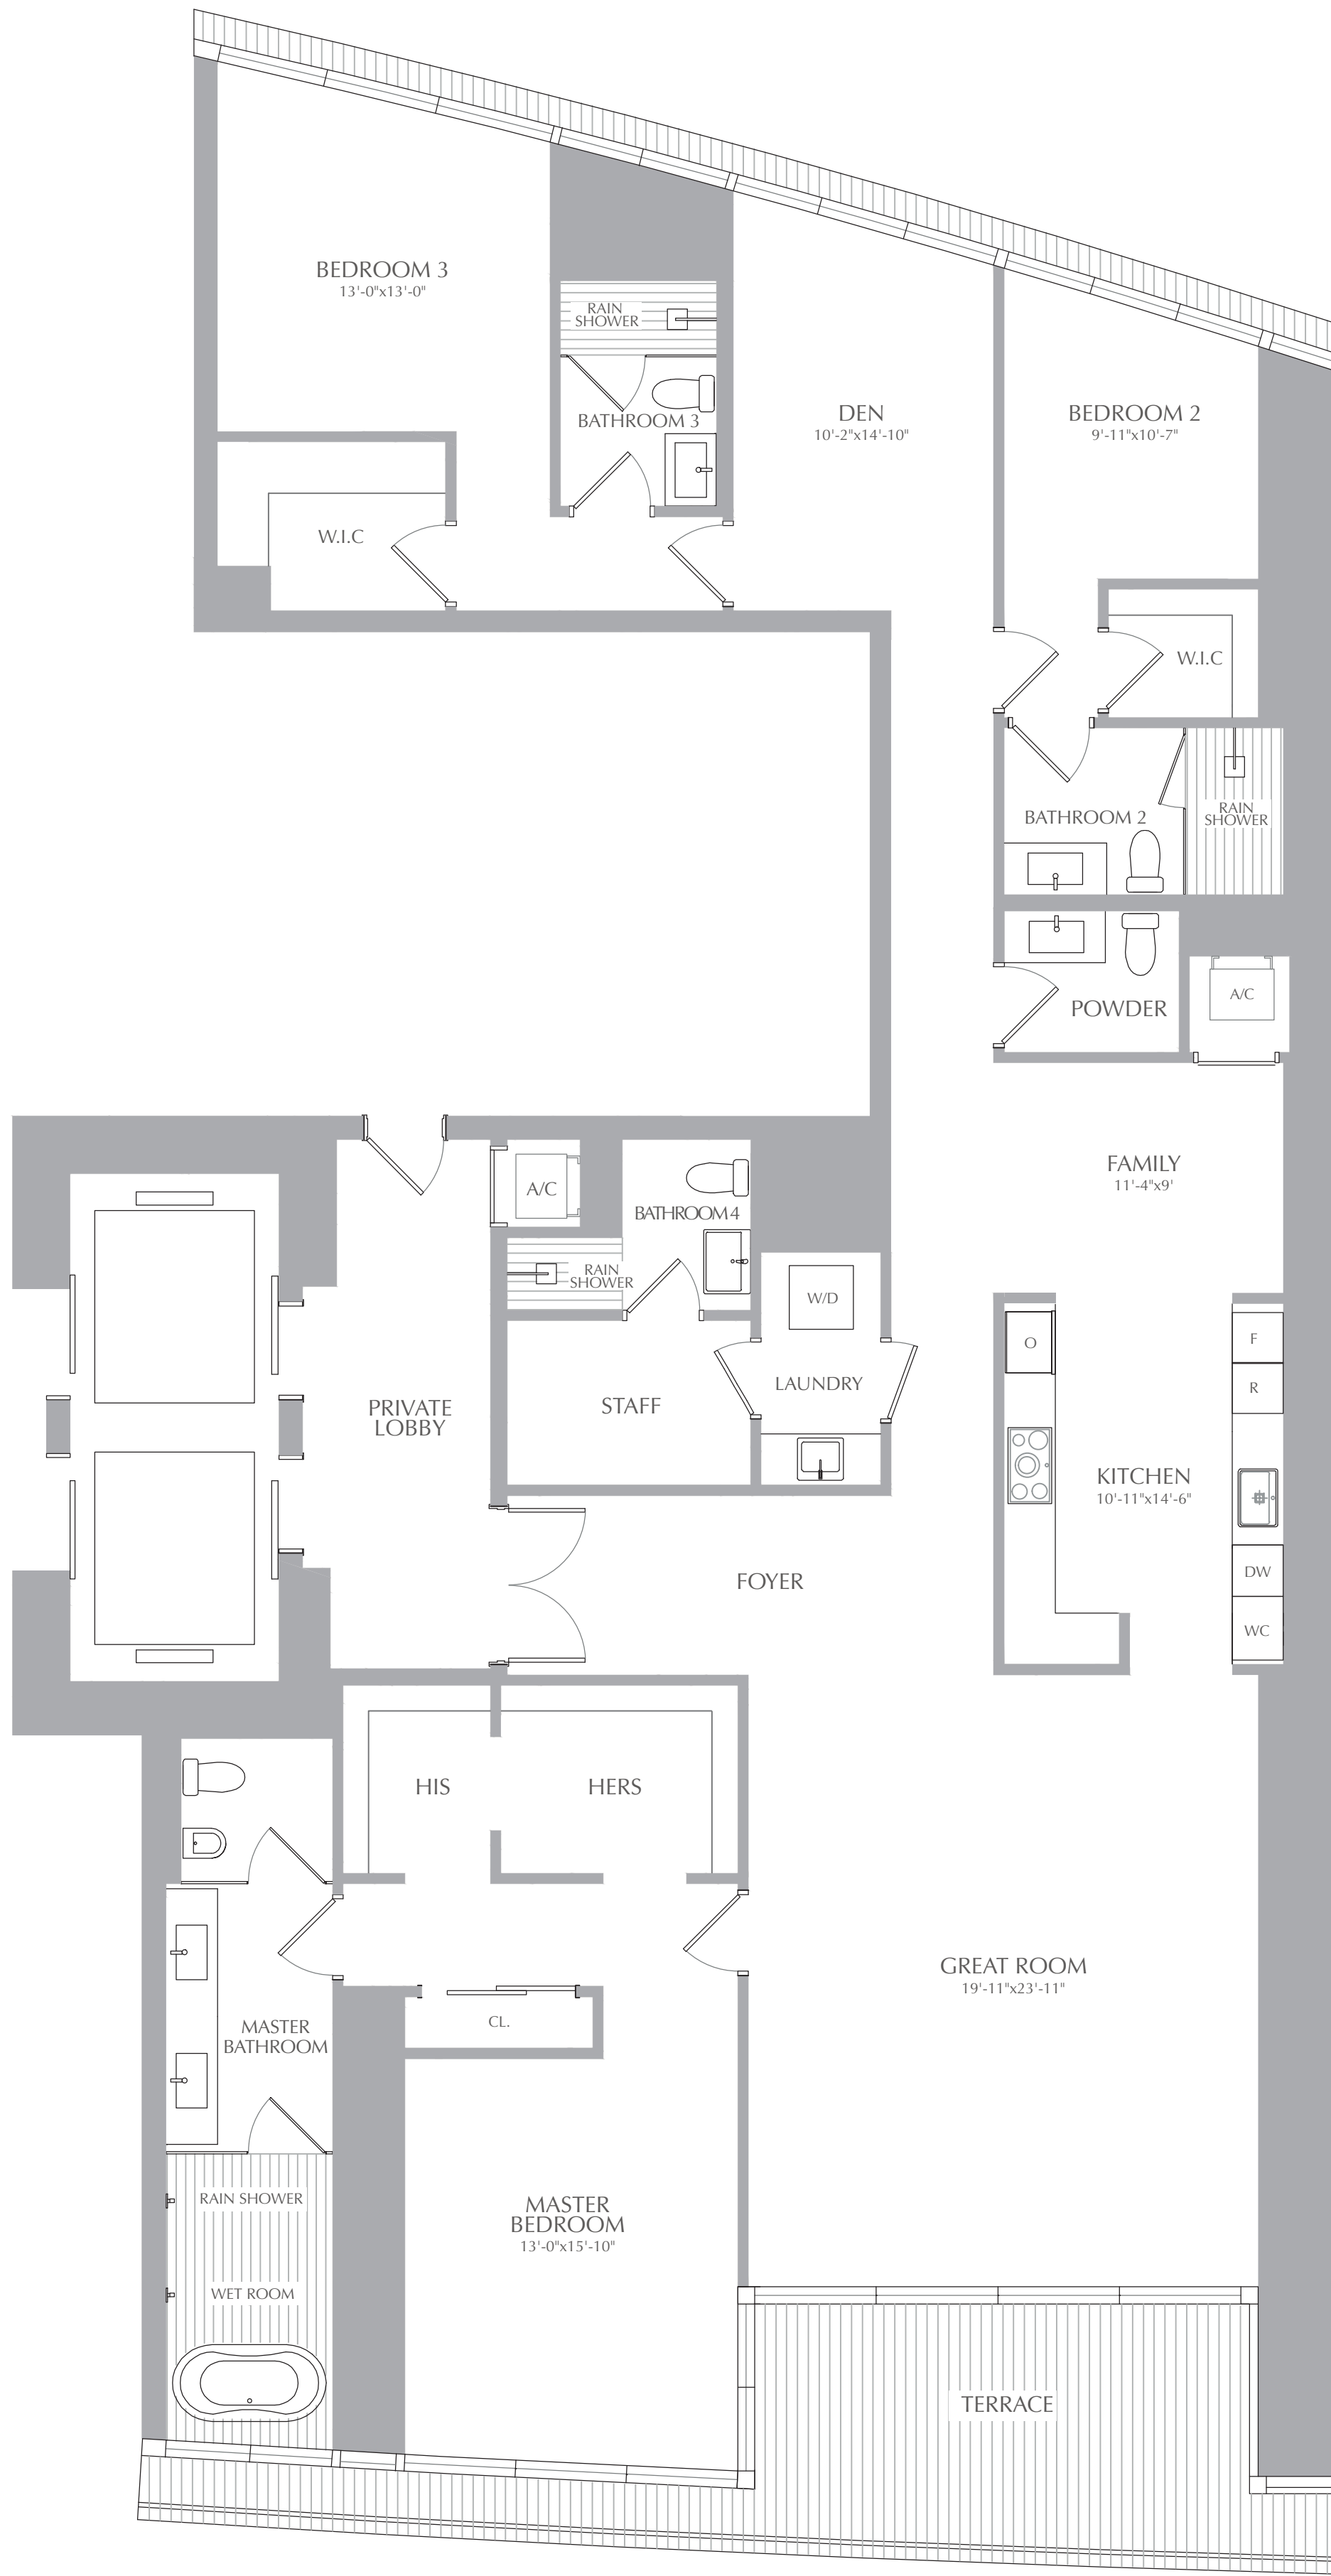 BEDROOM 3
13'-0"x13'-0"
RAIN
SHOWER
BATHROOM 3
DEN
10'-2"x14'-10"
BEDROOM 2
9'-11"x10'-7"
W.I.C
W.I.C
BATHROOM 2
RAIN
SHOWER
POWDER
A/C
FAMILY
11'-4"x9'
A/C
BATHROOM 4
RAIN
SHOWER
W/D
LAUNDRY
STAFF
PRIVATE
LOBBY
O
F
R
KITCHEN
10'-11"x14'-6"
DW
WC
FOYER
HIS
HERS
GREAT ROOM
19'-11"x23'-11"
CL.
MASTER
BATHROOM
RAIN SHOWER
WET ROOM
MASTER
BEDROOM
13'-0"x15'-10"
TERRACE